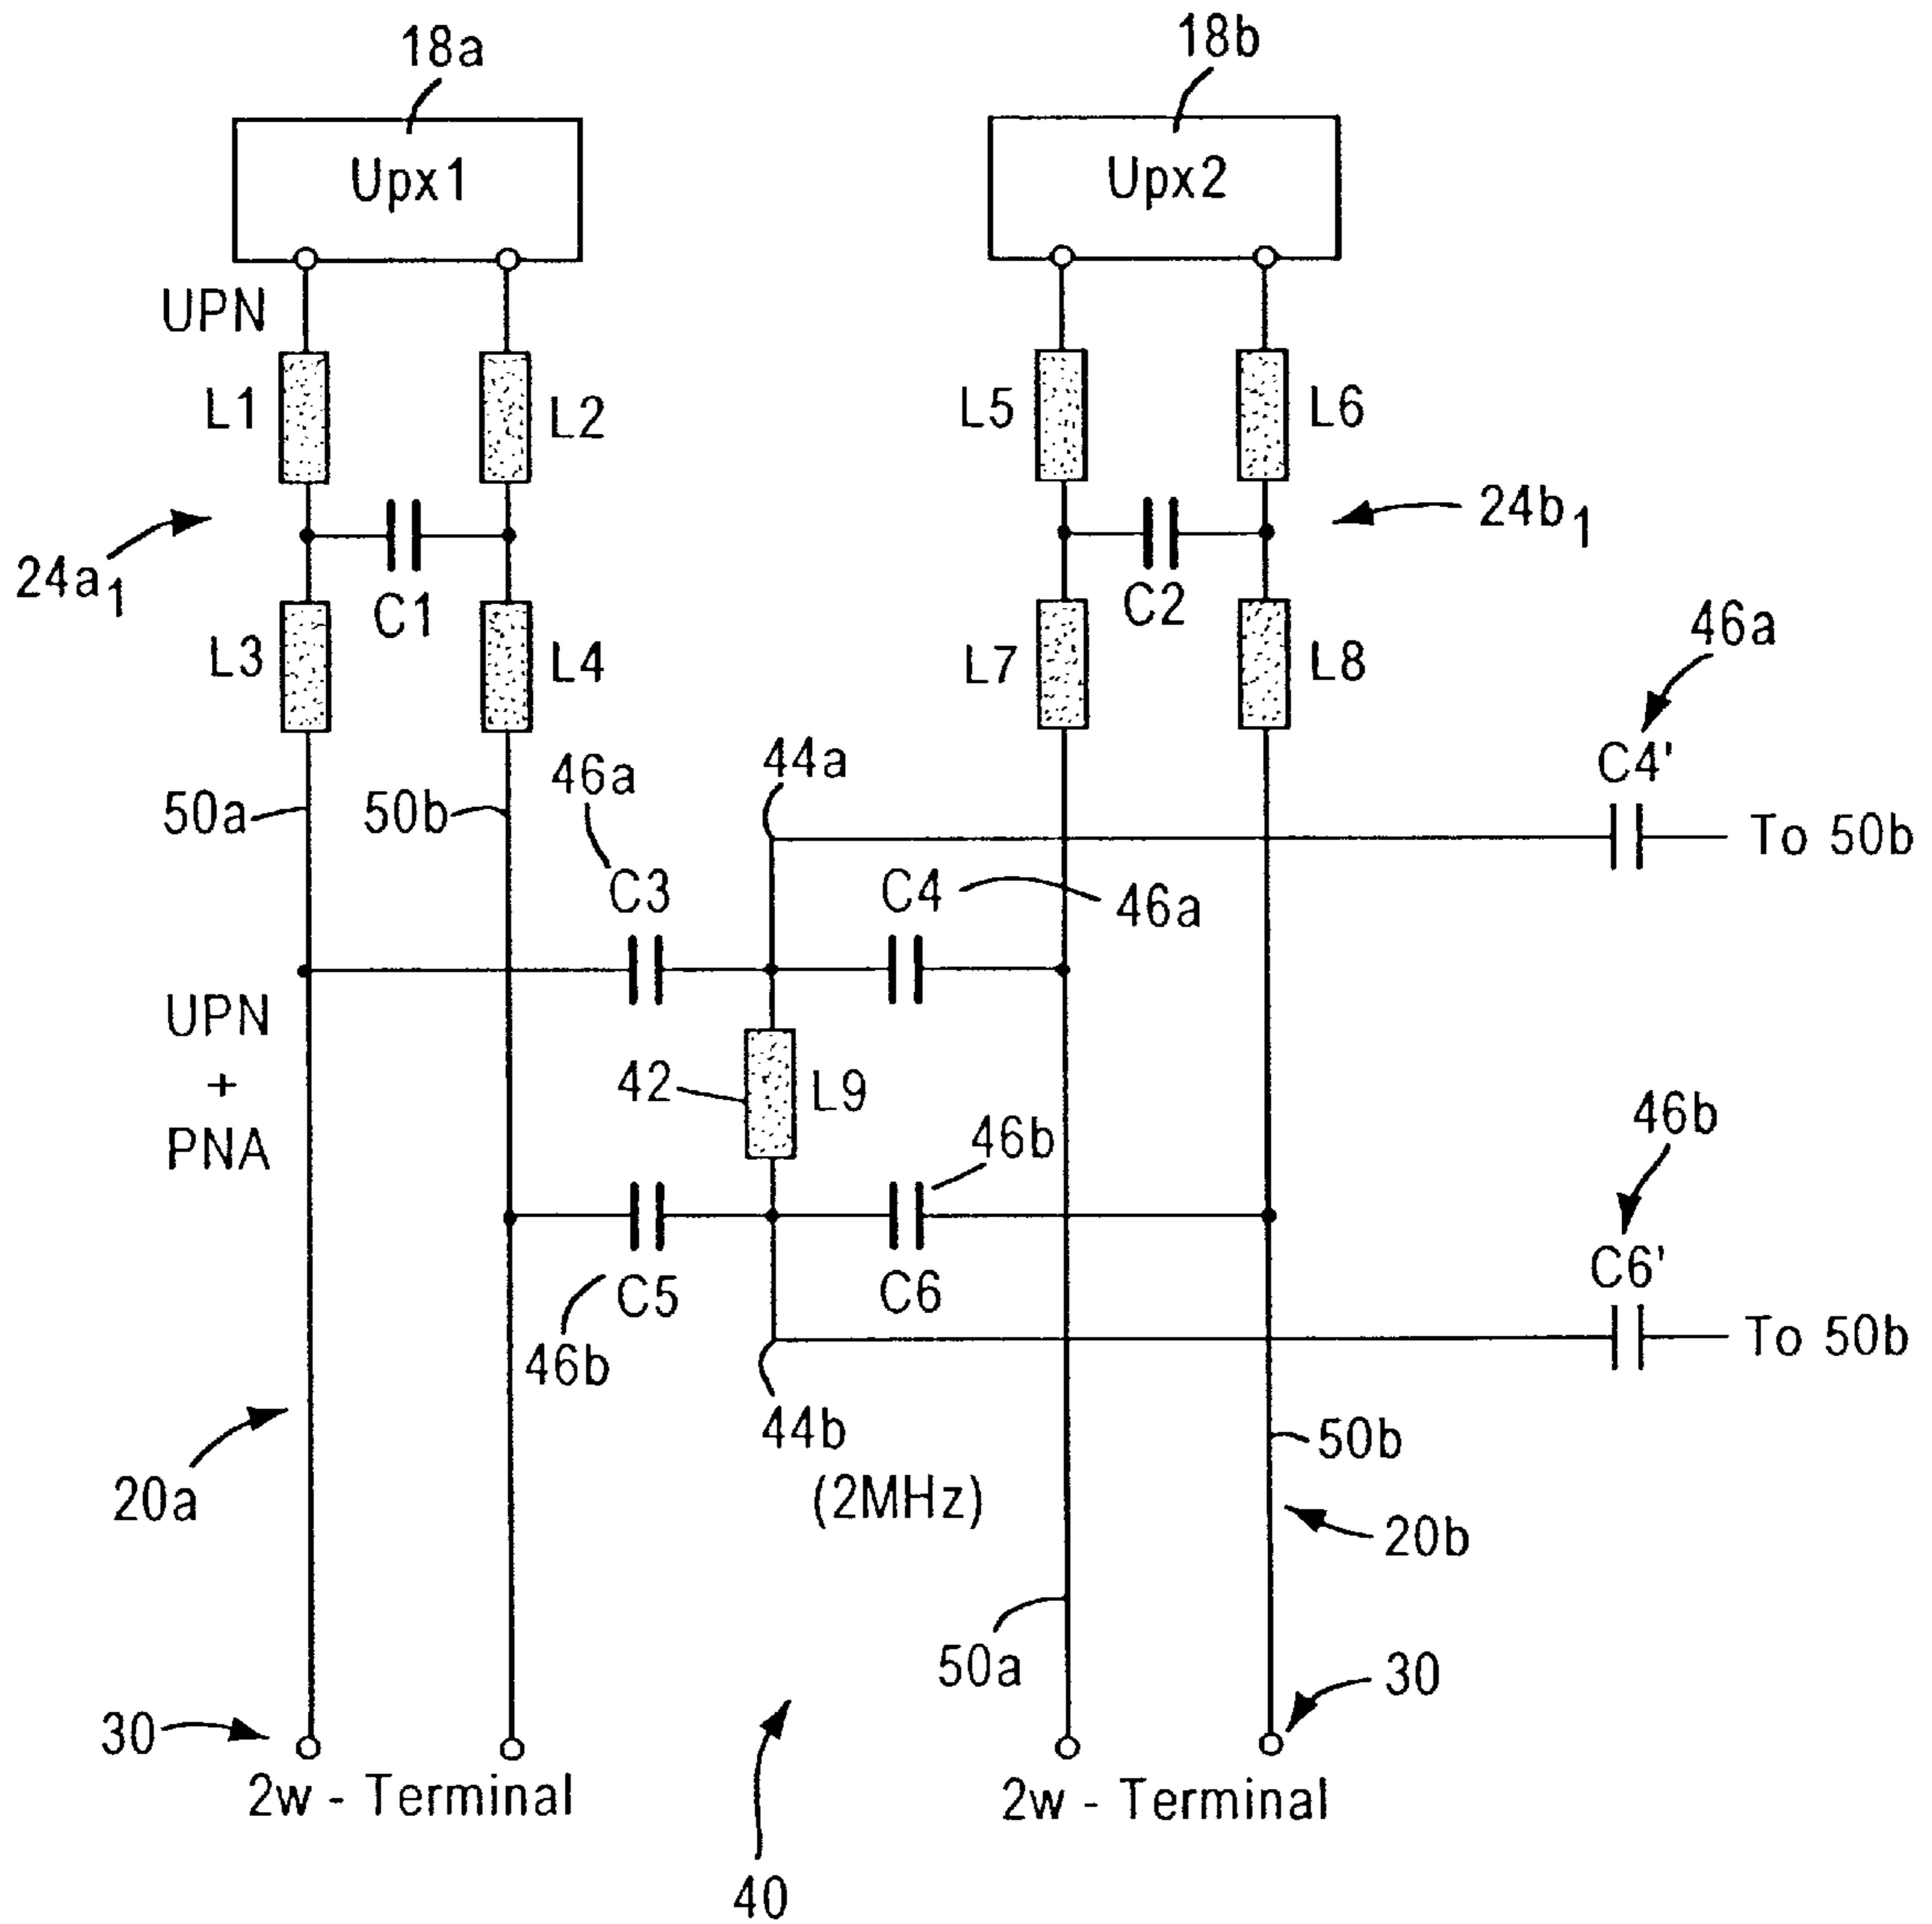 18a
18b
Upx1
Upx2
UPN
L1
L2
L5
L6
24a1
C1
C2
24b1
L3
L4
L7
L8
46a
C4'
50a
50b
46a
44a
To 50b
C3
C4
46a
UPN
+
PNA
42
L9
46b
46b
C6'
C5
C6
46b
To 50b
44b
(2MHz)
50b
20a
20b
50a
30
30
2w - Terminal
2w - Terminal
40